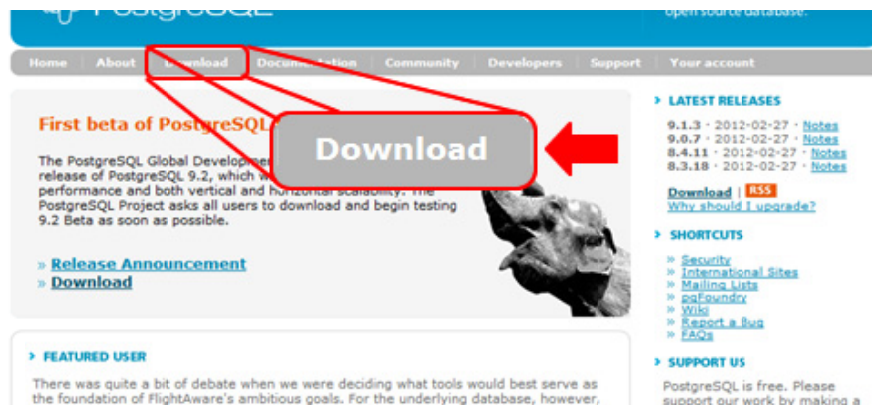 PostgreSQL
open source database.
Home About Download Documentation Community Developers Support Your account
Download
First beta of PostgreSQL
The PostgreSQL Global
release of PostgreSQL 9.2, which
performance and both vertical and horizontal scalability. The
PostgreSQL Project asks all users to download and begin testing
9.2 Beta as soon as possible.
» Release Announcement
» Download
FEATURED USER
There was quite a bit of debate when we were deciding what tools would best serve as
the foundation of FlightAware's ambitious goals. For the underlying database, however,
LATEST RELEASES
9.1.3 · 2012-02-27 · Notes
9.0.7 · 2012-02-27 · Notes
8.4.11 · 2012-02-27 · Notes
8.3.18 · 2012-02-27 · Notes
Download | RSS
Why should I upgrade?
SHORTCUTS
» Security
» International Sites
» Mailing Lists
» pgFoundry
» Wiki
» Report a Bug
» FAQs
SUPPORT US
PostgreSQL is free. Please
support our work by making a